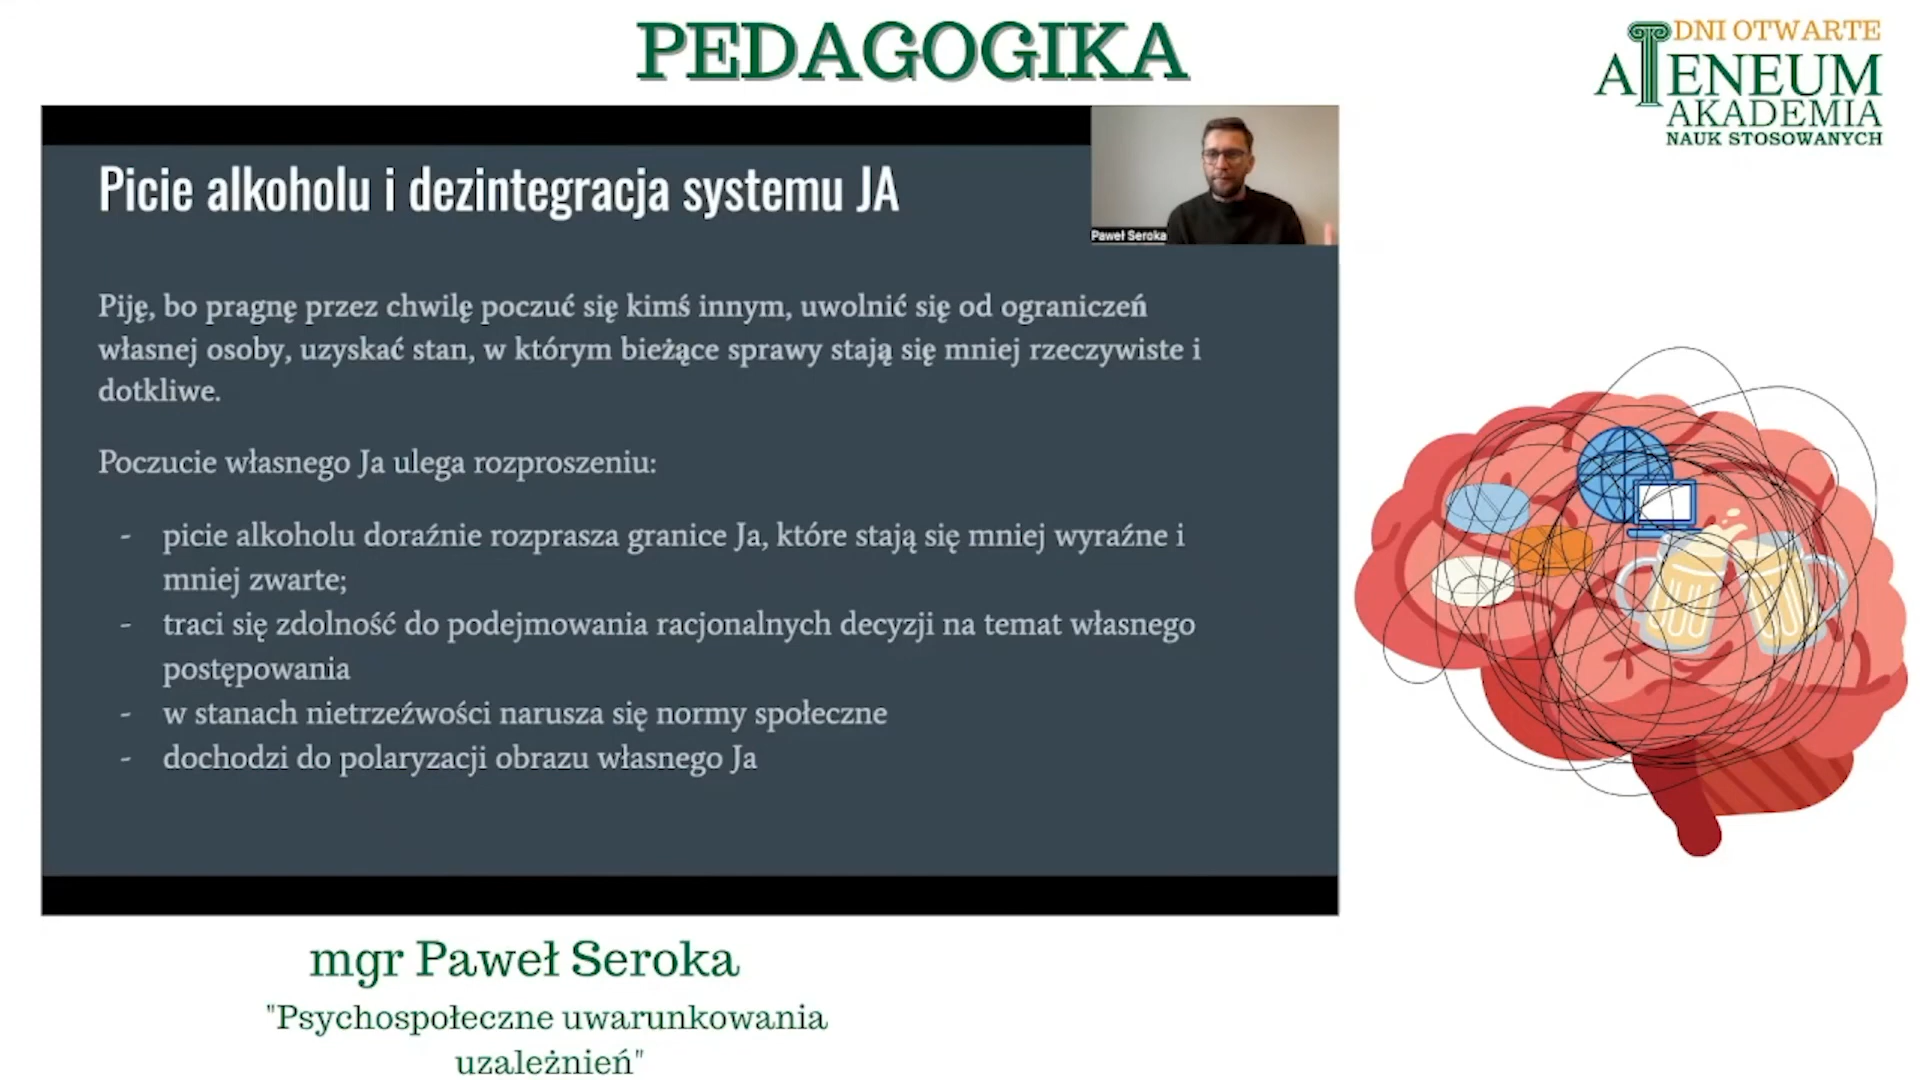 PEDAGOGIKA
DNI OTWARTE
ATENEUM
AKADEMIA
NAUK STOSOWANYCH
Paweł Seroka
Picie alkoholu i dezintegracja systemu JA
Piję, bo pragnę przez chwilę poczuć się kimś innym, uwolnić się od ograniczeń
własnej osoby, uzyskać stan, w którym bieżące sprawy stają się mniej rzeczywiste i
dotkliwe.
Poczucie własnego Ja ulega rozproszeniu:
- picie alkoholu doraźnie rozprasza granice Ja, które stają się mniej wyraźne i
mniej zwarte;
- traci się zdolność do podejmowania racjonalnych decyzji na temat własnego
postępowania
- w stanach nietrzeźwości narusza się normy społeczne
- dochodzi do polaryzacji obrazu własnego Ja
mgr Paweł Seroka
"Psychospołeczne uwarunkowania
uzależnień"